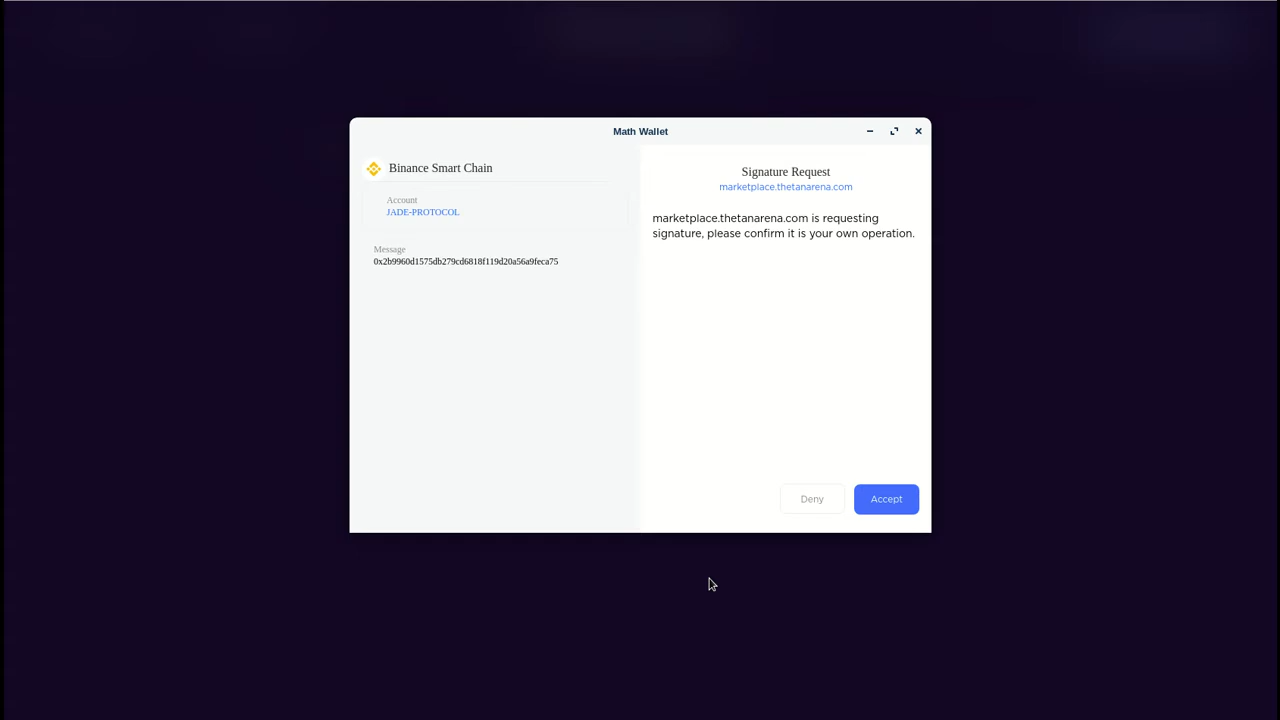 Math Wallet
Binance Smart Chain
Account
JADE-PROTOCOL
Message
0x2b9960d1575db279cd6818f119d20a56a9feca75
Signature Request
marketplace.thetanarena.com
marketplace.thetanarena.com is requesting
signature, please confirm it is your own operation.
Deny
Accept